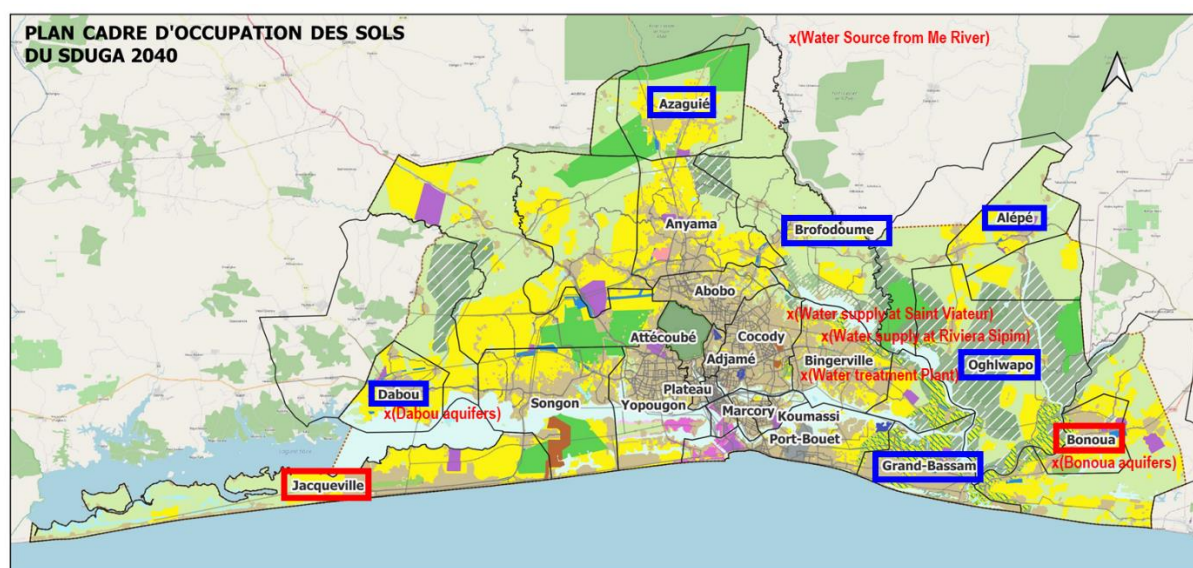 PLAN CADRE D'OCCUPATION DES SOLS
DU SDUGA 2040
x(Water Source from Me River)
Azaguié
Alépé
Anyama
Brofodoume
Abobo
x(Water supply at Saint Viateur)
Attécoubé
Cocody
x(Water supply at Riviera Sipim)
Adjamé
Bingerville
Oghlwapo
x(Water treatment Plant)
Dabou
Plateau
Songon
Yopougon
x(Dabou aquifers)
Marcory
Koumassi
Port-Bouet
Bonoua
Grand-Bassam
x(Bonoua aquifers)
Jacqueville